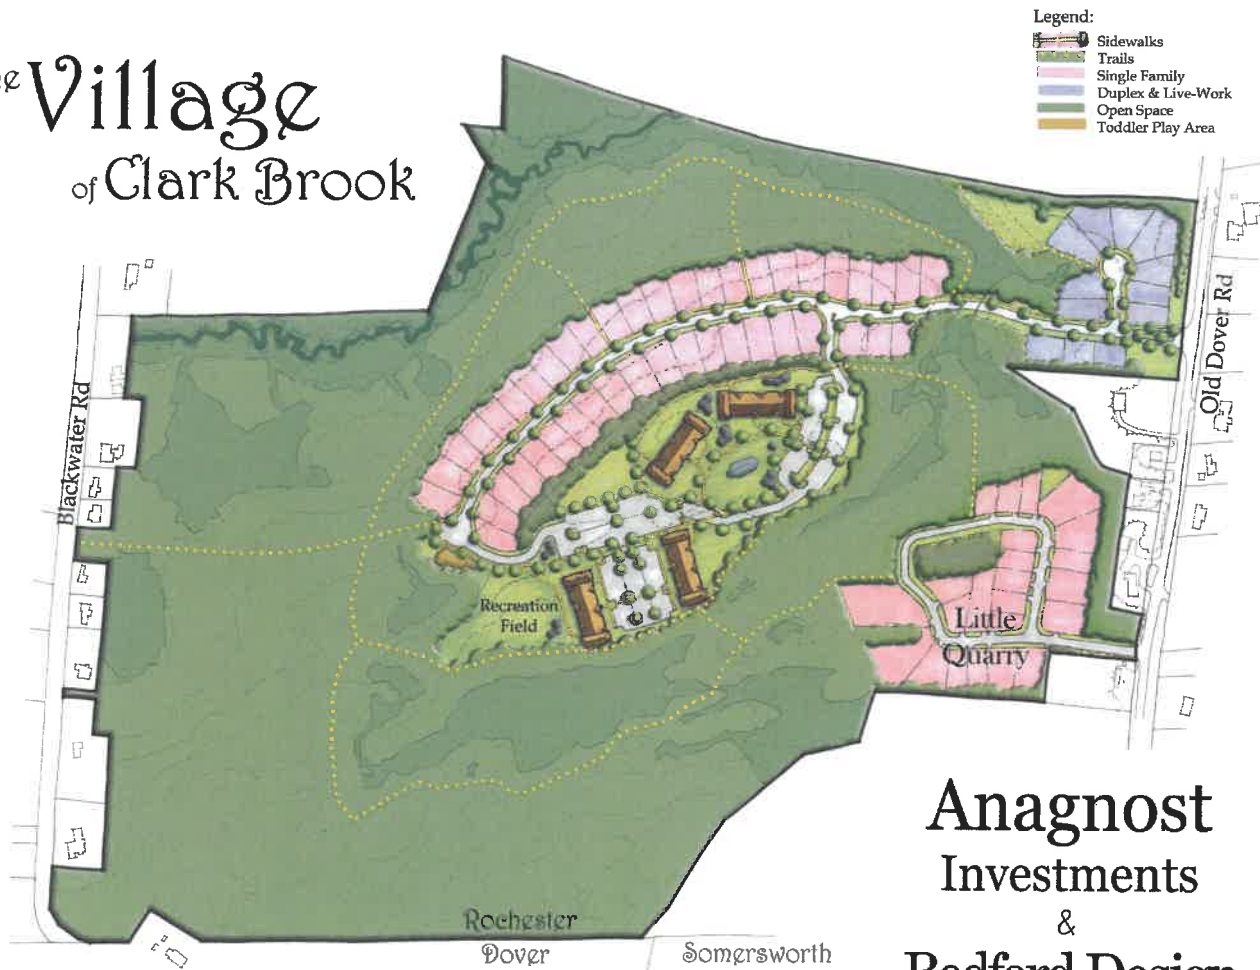 Village
of Clark Brook
Legend:
Sidewalks
Trails
Single Family
Duplex & Live-Work
Open Space
Toddler Play Area
Old Dover Rd
Blackwater Rd
Recreation
Field
Little
Quarry
Anagnost
Investments
&
Rochester
Dover
Somersworth